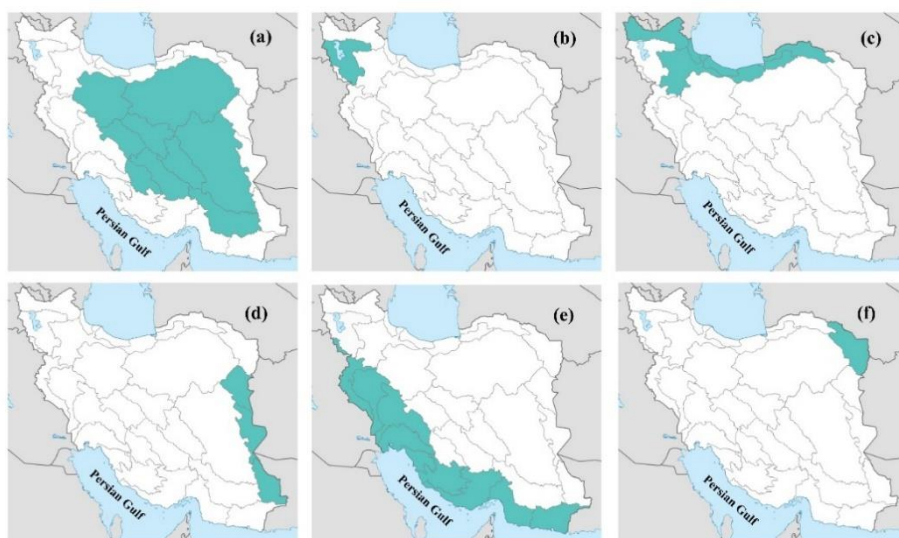 (a)
Persian Gulf
(b)
Persian Gulf
(c)
Persian Gulf
(d)
Persian Gulf
(e)
Persian Gulf
(f)
Persian Gulf